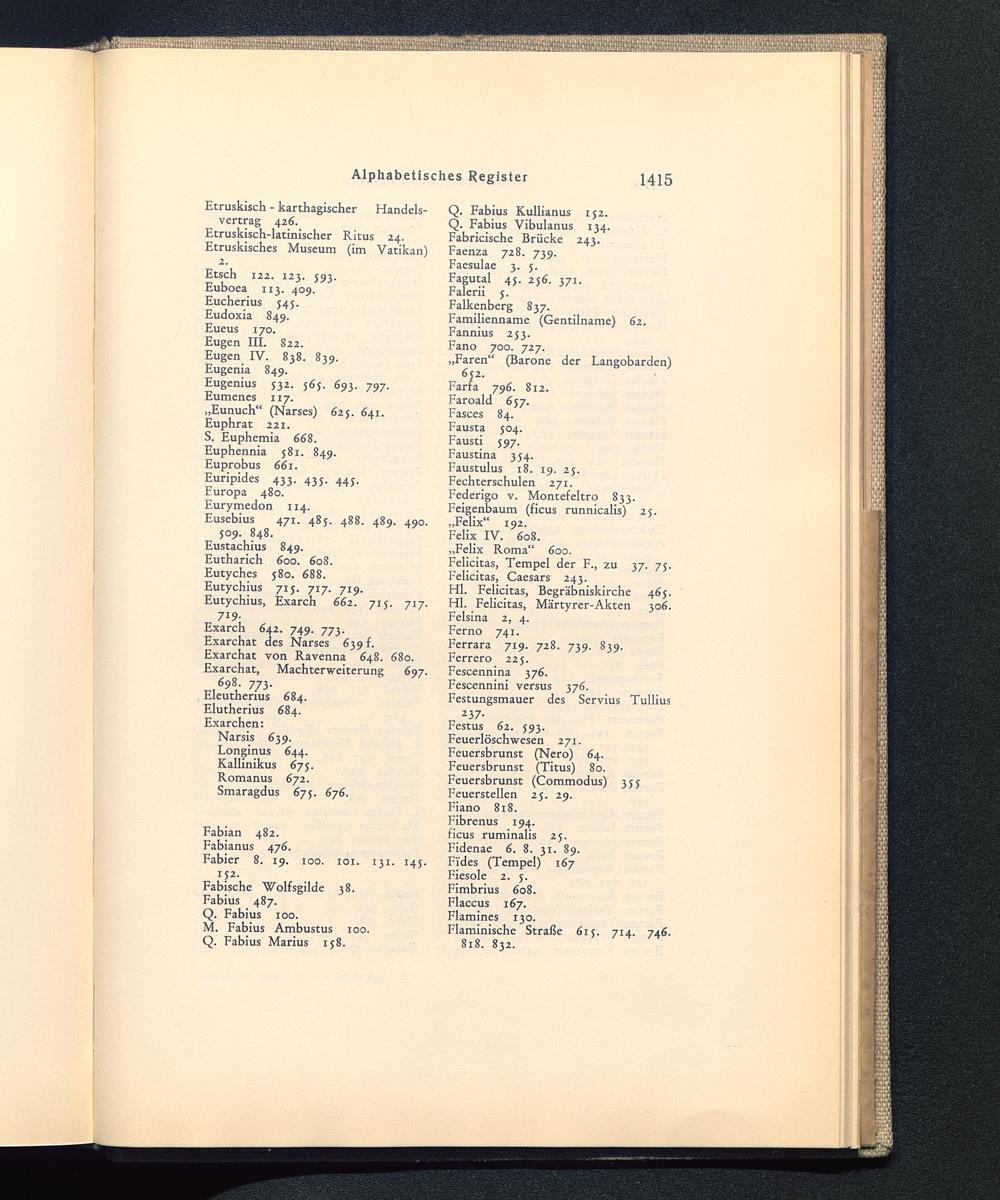 Alphabetisches Register 1415
Etruskisch-karthagischer Handels-
vertrag 426.
Etruskisch-latinischer Ritus 24.
Etruskisches Museum (im Vatikan)
2.
Etsch 122. 123. 593.
Euboea 113. 409.
Eucherius 545.
Eudoxia 849.
Eueus 170.
Eugen III. 822.
Eugen IV. 838. 839.
Eugenia 849.
Eugenius 532. 565. 693. 797.
Eumenes 117.
„Eunuch“ (Narses) 625. 641.
Euphrat 221.
S. Euphemia 668.
Euphennia 581. 849.
Euprobus 661.
Euripides 433. 435. 445.
Europa 480.
Eurymedon 114.
Eusebius 471. 485. 488. 489. 490.
509. 848.
Eustachius 849.
Eutharich 600. 608.
Eutyches 580. 688.
Eutychius 715. 717. 719.
Eutychius, Exarch 662. 715. 717.
719.
Exarch 642. 749. 773.
Exarchat des Narses 639 f.
Exarchat von Ravenna 648. 680.
Exarchat, Machterweiterung 697.
698. 773.
Eleutherius 684.
Elutherius 684.
Exarchen:
Narsis 639.
Longinus 644.
Kallinikus 675.
Romanus 672.
Smaragdus 675. 676.
Fabian 482.
Fabianus 476.
Fabier 8. 19. 100. 101. 131. 145.
152.
Fabische Wolfsgilde 38.
Fabius 487.
Q. Fabius 100.
M. Fabius Ambustus 100.
Q. Fabius Marius 158.
Q. Fabius Kullianus 152.
Q. Fabius Vibulanus 134.
Fabricische Brücke 243.
Faenza 728. 739.
Faesulae 3. 5.
Fagutal 45. 256. 371.
Falerii 5.
Falkenberg 837.
Familienname (Gentilname) 62.
Fannius 253.
Fano 700. 727.
„Faren“ (Barone der Langobarden)
652.
Farfa 796. 812.
Faroald 657.
Fasces 84.
Fausta 504.
Fausti 597.
Faustina 354.
Faustulus 18. 19. 25.
Fechterschulen 271.
Federigo v. Montefeltro 833.
Feigenbaum (ficus runnicalis) 25.
„Felix“ 192.
Felix IV. 608.
„Felix Roma“ 600.
Felicitas, Tempel der F., zu 37. 75.
Felicitas, Caesars 243.
Hl. Felicitas, Begräbniskirche 465.
Hl. Felicitas, Märtyrer-Akten 306.
Felsina 2, 4.
Ferno 741.
Ferrara 719. 728. 739. 839.
Ferrero 225.
Fescennina 376.
Fescennini versus 376.
Festungsmauer des Servius Tullius
237.
Festus 62. 593.
Feuerlöschwesen 271.
Feuersbrunst (Nero) 64.
Feuersbrunst (Titus) 80.
Feuersbrunst (Commodus) 355
Feuerstellen 25. 29.
Fiano 818.
Fibrenus 194.
ficus ruminalis 25.
Fidenae 6. 8. 31. 89.
Fides (Tempel) 167
Fiesole 2. 5.
Fimbrius 608.
Flaccus 167.
Flamines 130.
Flaminische Straße 615. 714. 746.
818. 832.